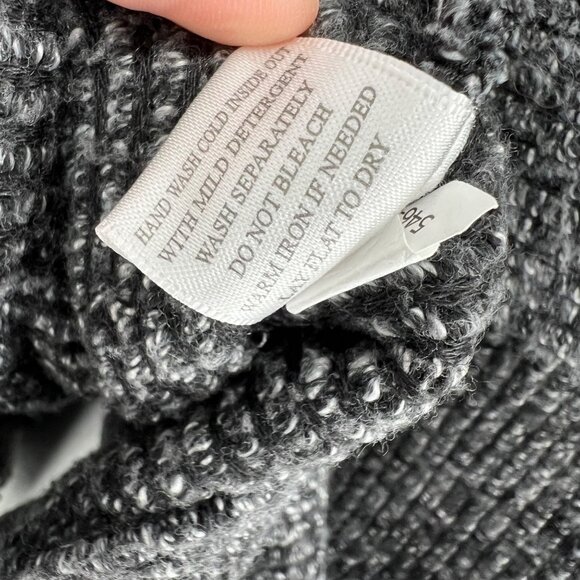 HAND WASH COLD INSIDE OUT
WITH MILD DETERGENT
WASH SEPARATELY
DO NOT BLEACH
WARM IRON IF NEEDED
LAY FLAT TO DRY